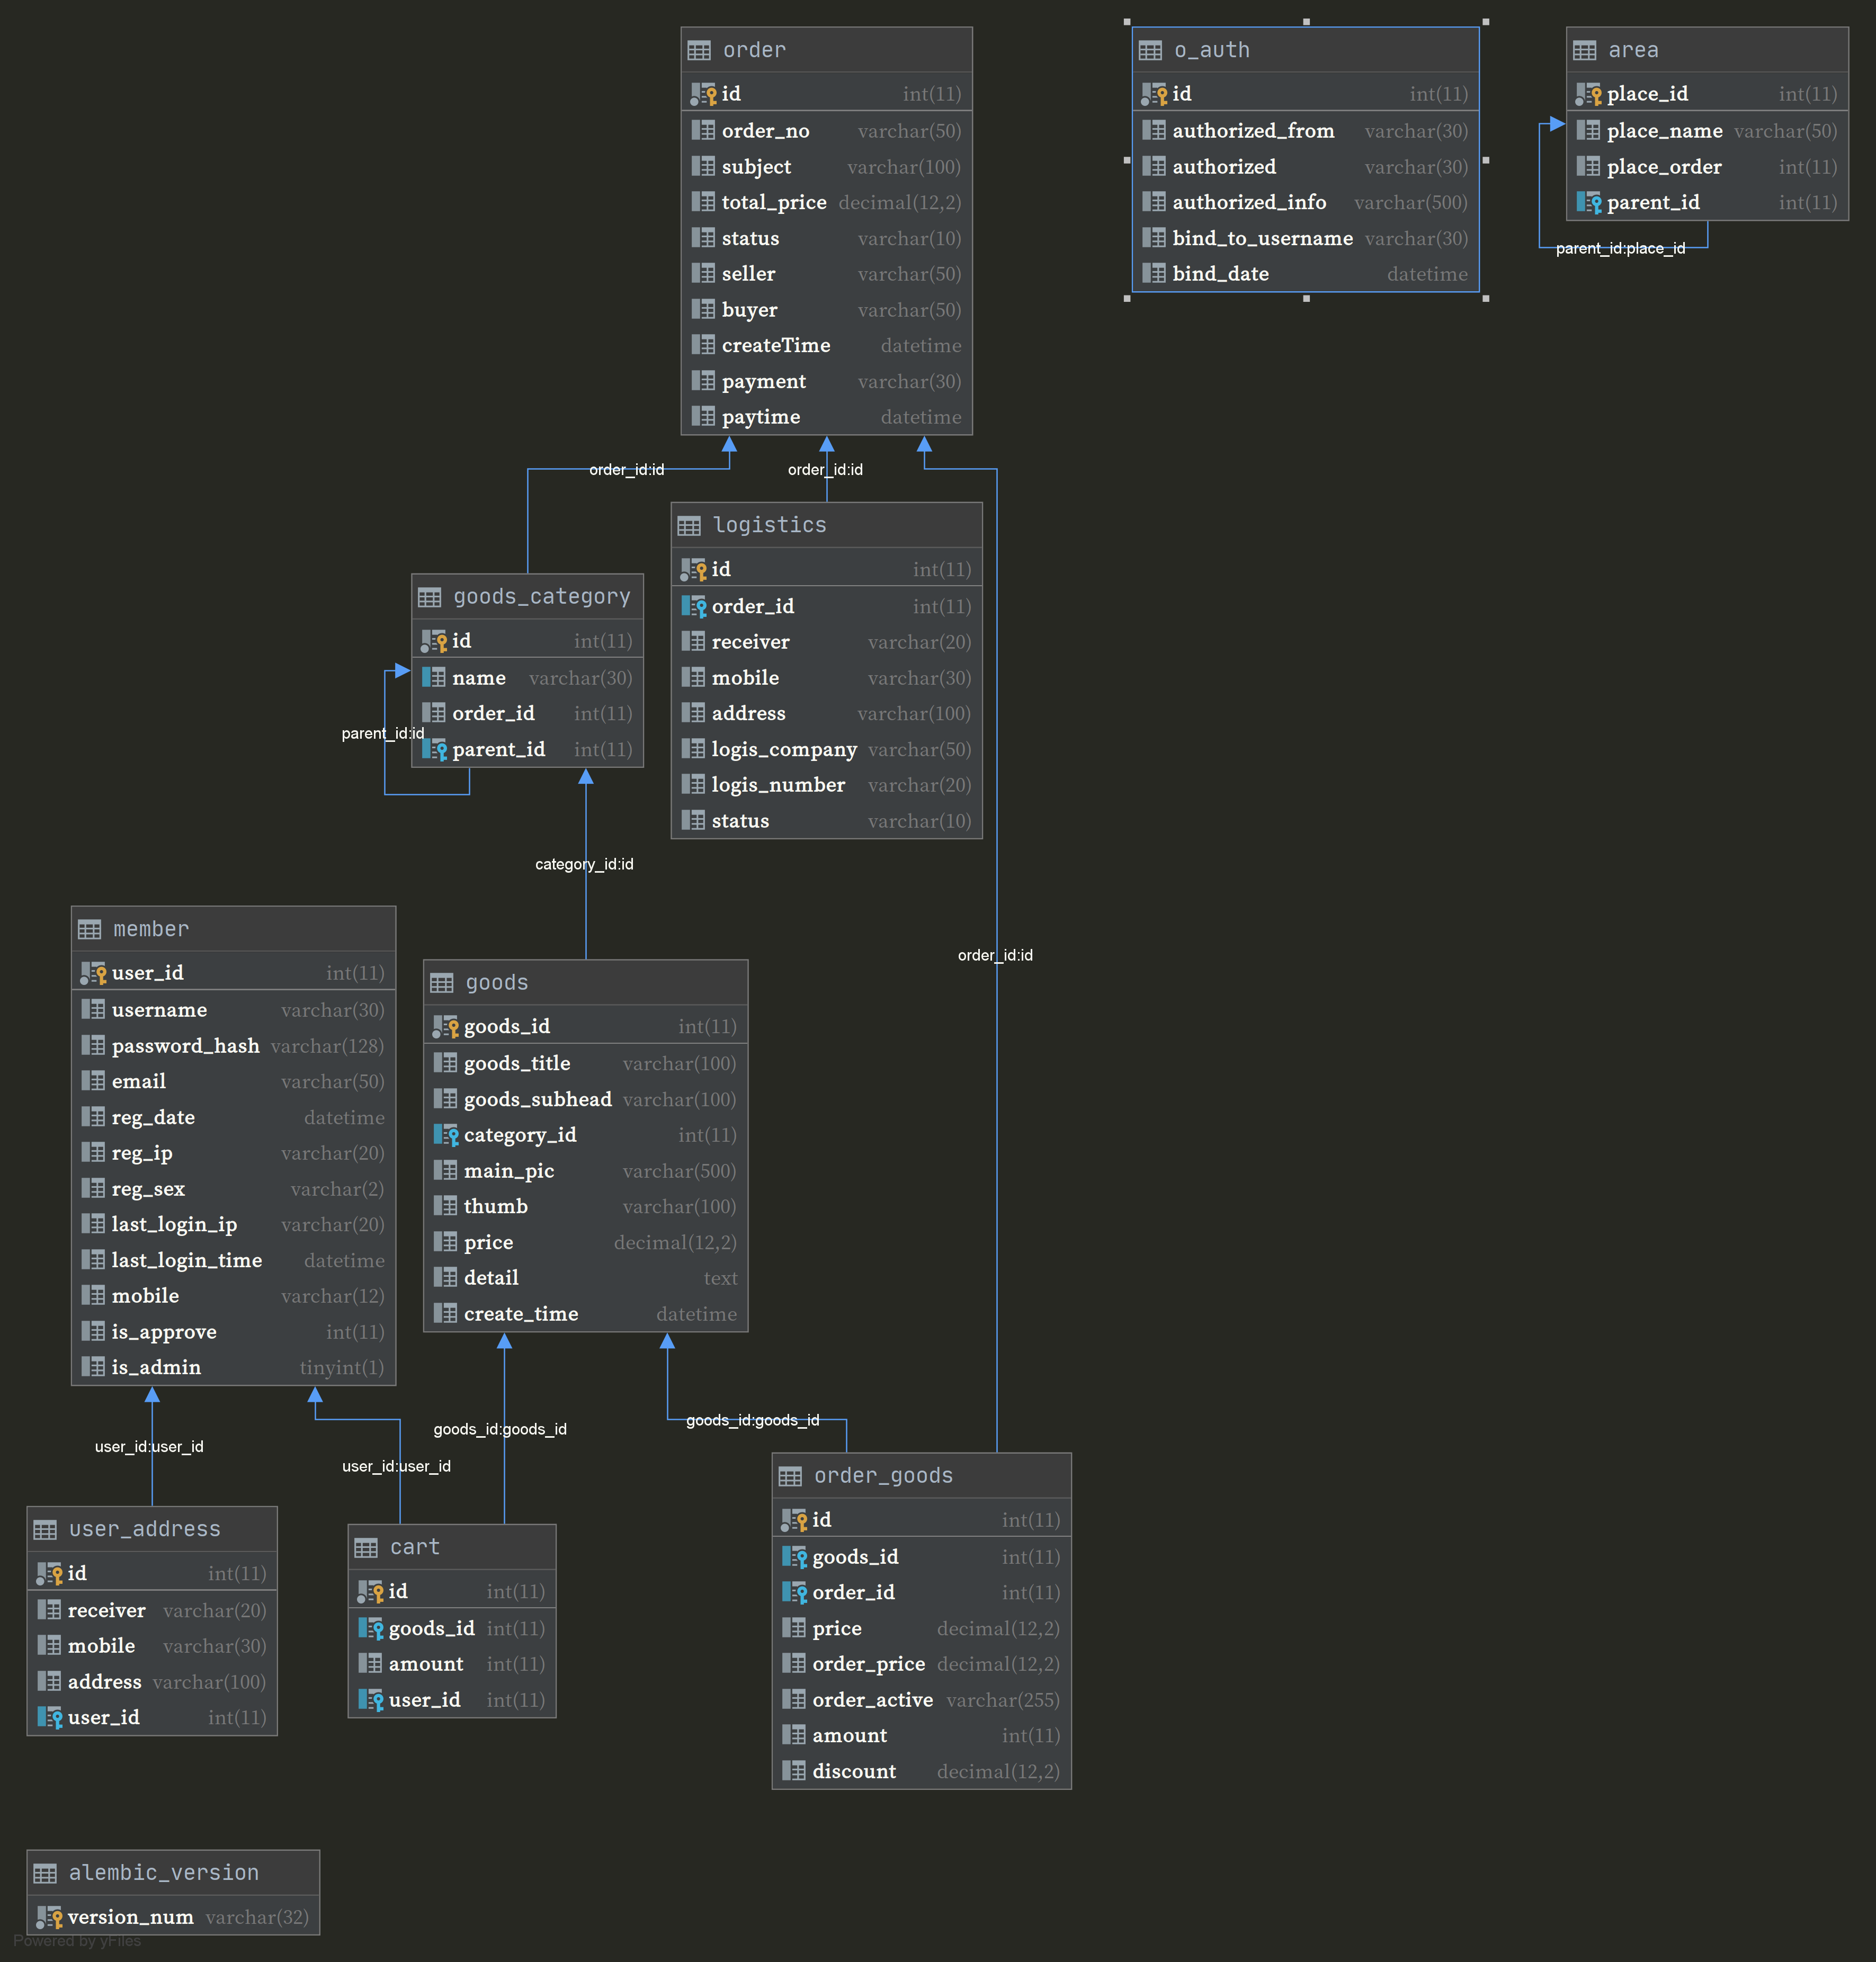 order
id int(11)
order_no varchar(50)
subject varchar(100)
total_price decimal(12,2)
status varchar(10)
seller varchar(50)
buyer varchar(50)
createTime datetime
payment varchar(30)
paytime datetime
o_auth
id int(11)
authorized_from varchar(30)
authorized varchar(30)
authorized_info varchar(500)
bind_to_username varchar(30)
bind_date datetime
area
place_id int(11)
place_name varchar(50)
place_order int(11)
parent_id int(11)
parent_id:place_id
order_id:id
order_id:id
logistics
id int(11)
order_id int(11)
receiver varchar(20)
mobile varchar(30)
address varchar(100)
logis_company varchar(50)
logis_number varchar(20)
status varchar(10)
goods_category
id int(11)
name varchar(30)
order_id int(11)
parent_id int(11)
parent_id:id
category_id:id
order_id:id
member
user_id int(11)
username varchar(30)
password_hash varchar(128)
email varchar(50)
reg_date datetime
reg_ip varchar(20)
reg_sex varchar(2)
last_login_ip varchar(20)
last_login_time datetime
mobile varchar(12)
is_approve int(11)
is_admin tinyint(1)
goods
goods_id int(11)
goods_title varchar(100)
goods_subhead varchar(100)
category_id int(11)
main_pic varchar(500)
thumb varchar(100)
price decimal(12,2)
detail text
create_time datetime
user_id:user_id
user_id:user_id
goods_id:goods_id
goods_id:goods_id
user_address
id int(11)
receiver varchar(20)
mobile varchar(30)
address varchar(100)
user_id int(11)
cart
id int(11)
goods_id int(11)
amount int(11)
user_id int(11)
order_goods
id int(11)
goods_id int(11)
order_id int(11)
price decimal(12,2)
order_price decimal(12,2)
order_active varchar(255)
amount int(11)
discount decimal(12,2)
alembic_version
version_num varchar(32)
Powered by yFiles